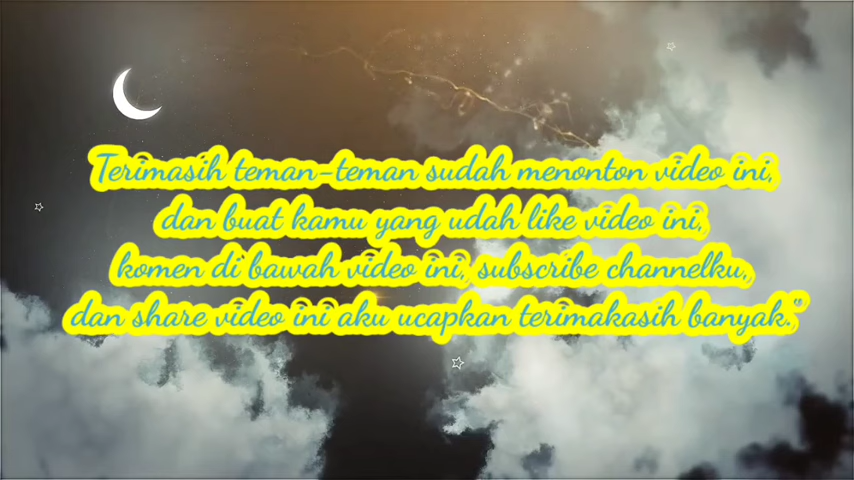 Terimasih teman-teman sudah menonton video ini,
dan buat kamu yang udah like video ini,
komen di bawah video ini, subscribe channelku,
dan share video ini aku ucapkan terimakasih banyak."